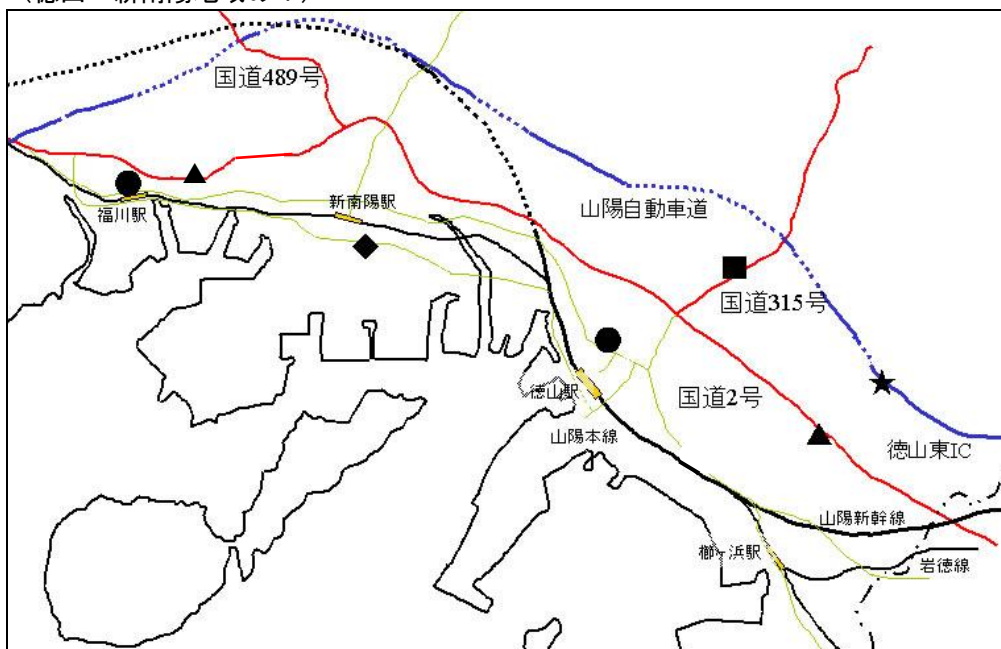 国道489号
新南陽駅
福川駅
山陽自動車道
国道315号
徳山駅
国道2号
山陽本線
徳山東IC
山陽新幹線
櫛ヶ浜駅
岩徳線